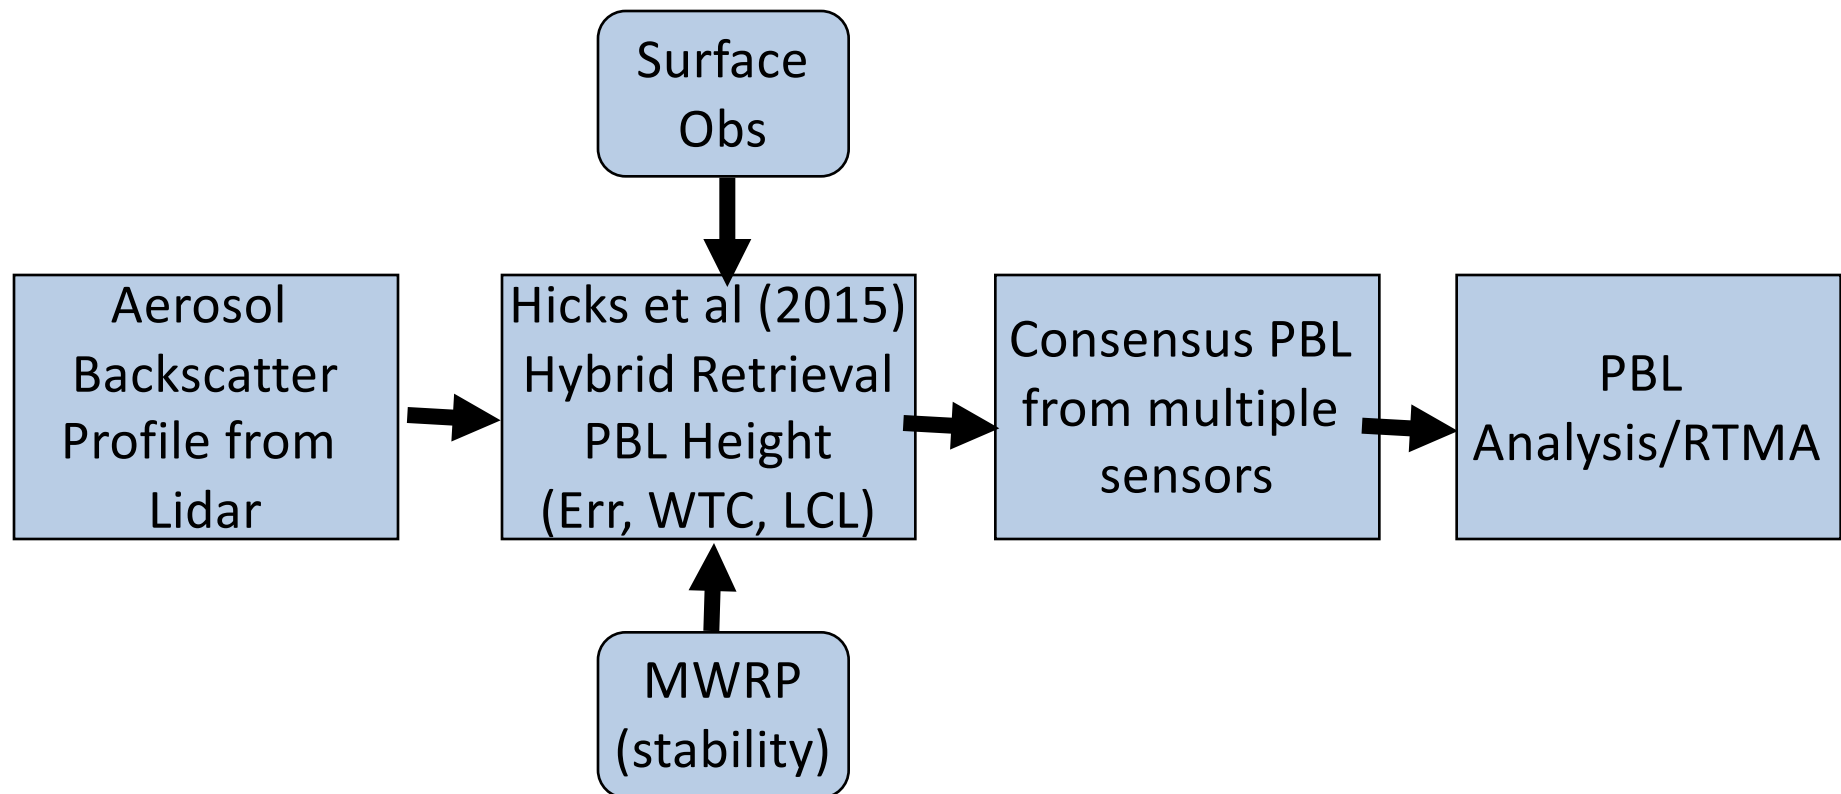 Surface
Obs
Aerosol
Backscatter
Profile from
Lidar
Hicks et al (2015)
Hybrid Retrieval
PBL Height
(Err, WTC, LCL)
Consensus PBL
from multiple
sensors
PBL
Analysis/RTMA
MWRP
(stability)